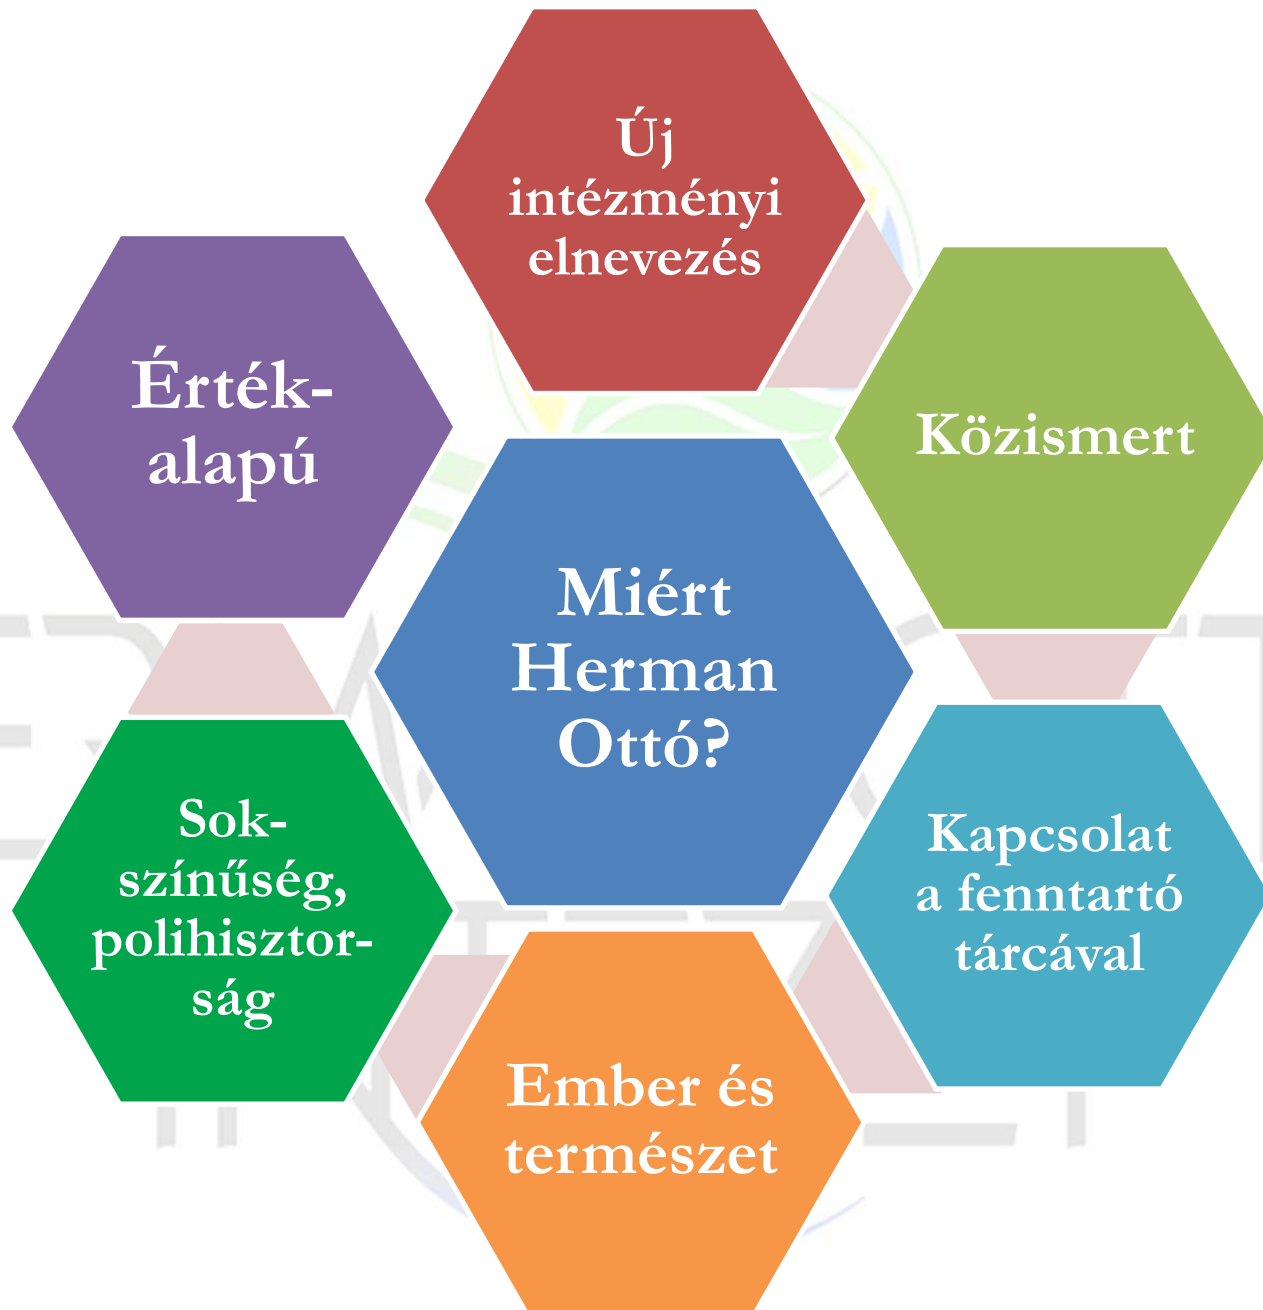 Új
intézményi
elnevezés
Közismert
Kapcsolat
a fenntartó
tárcával
Ember és
természet
Sok-
színűség,
polihisztor-
ság
Érték-
alapú
Miért
Herman
Ottó?